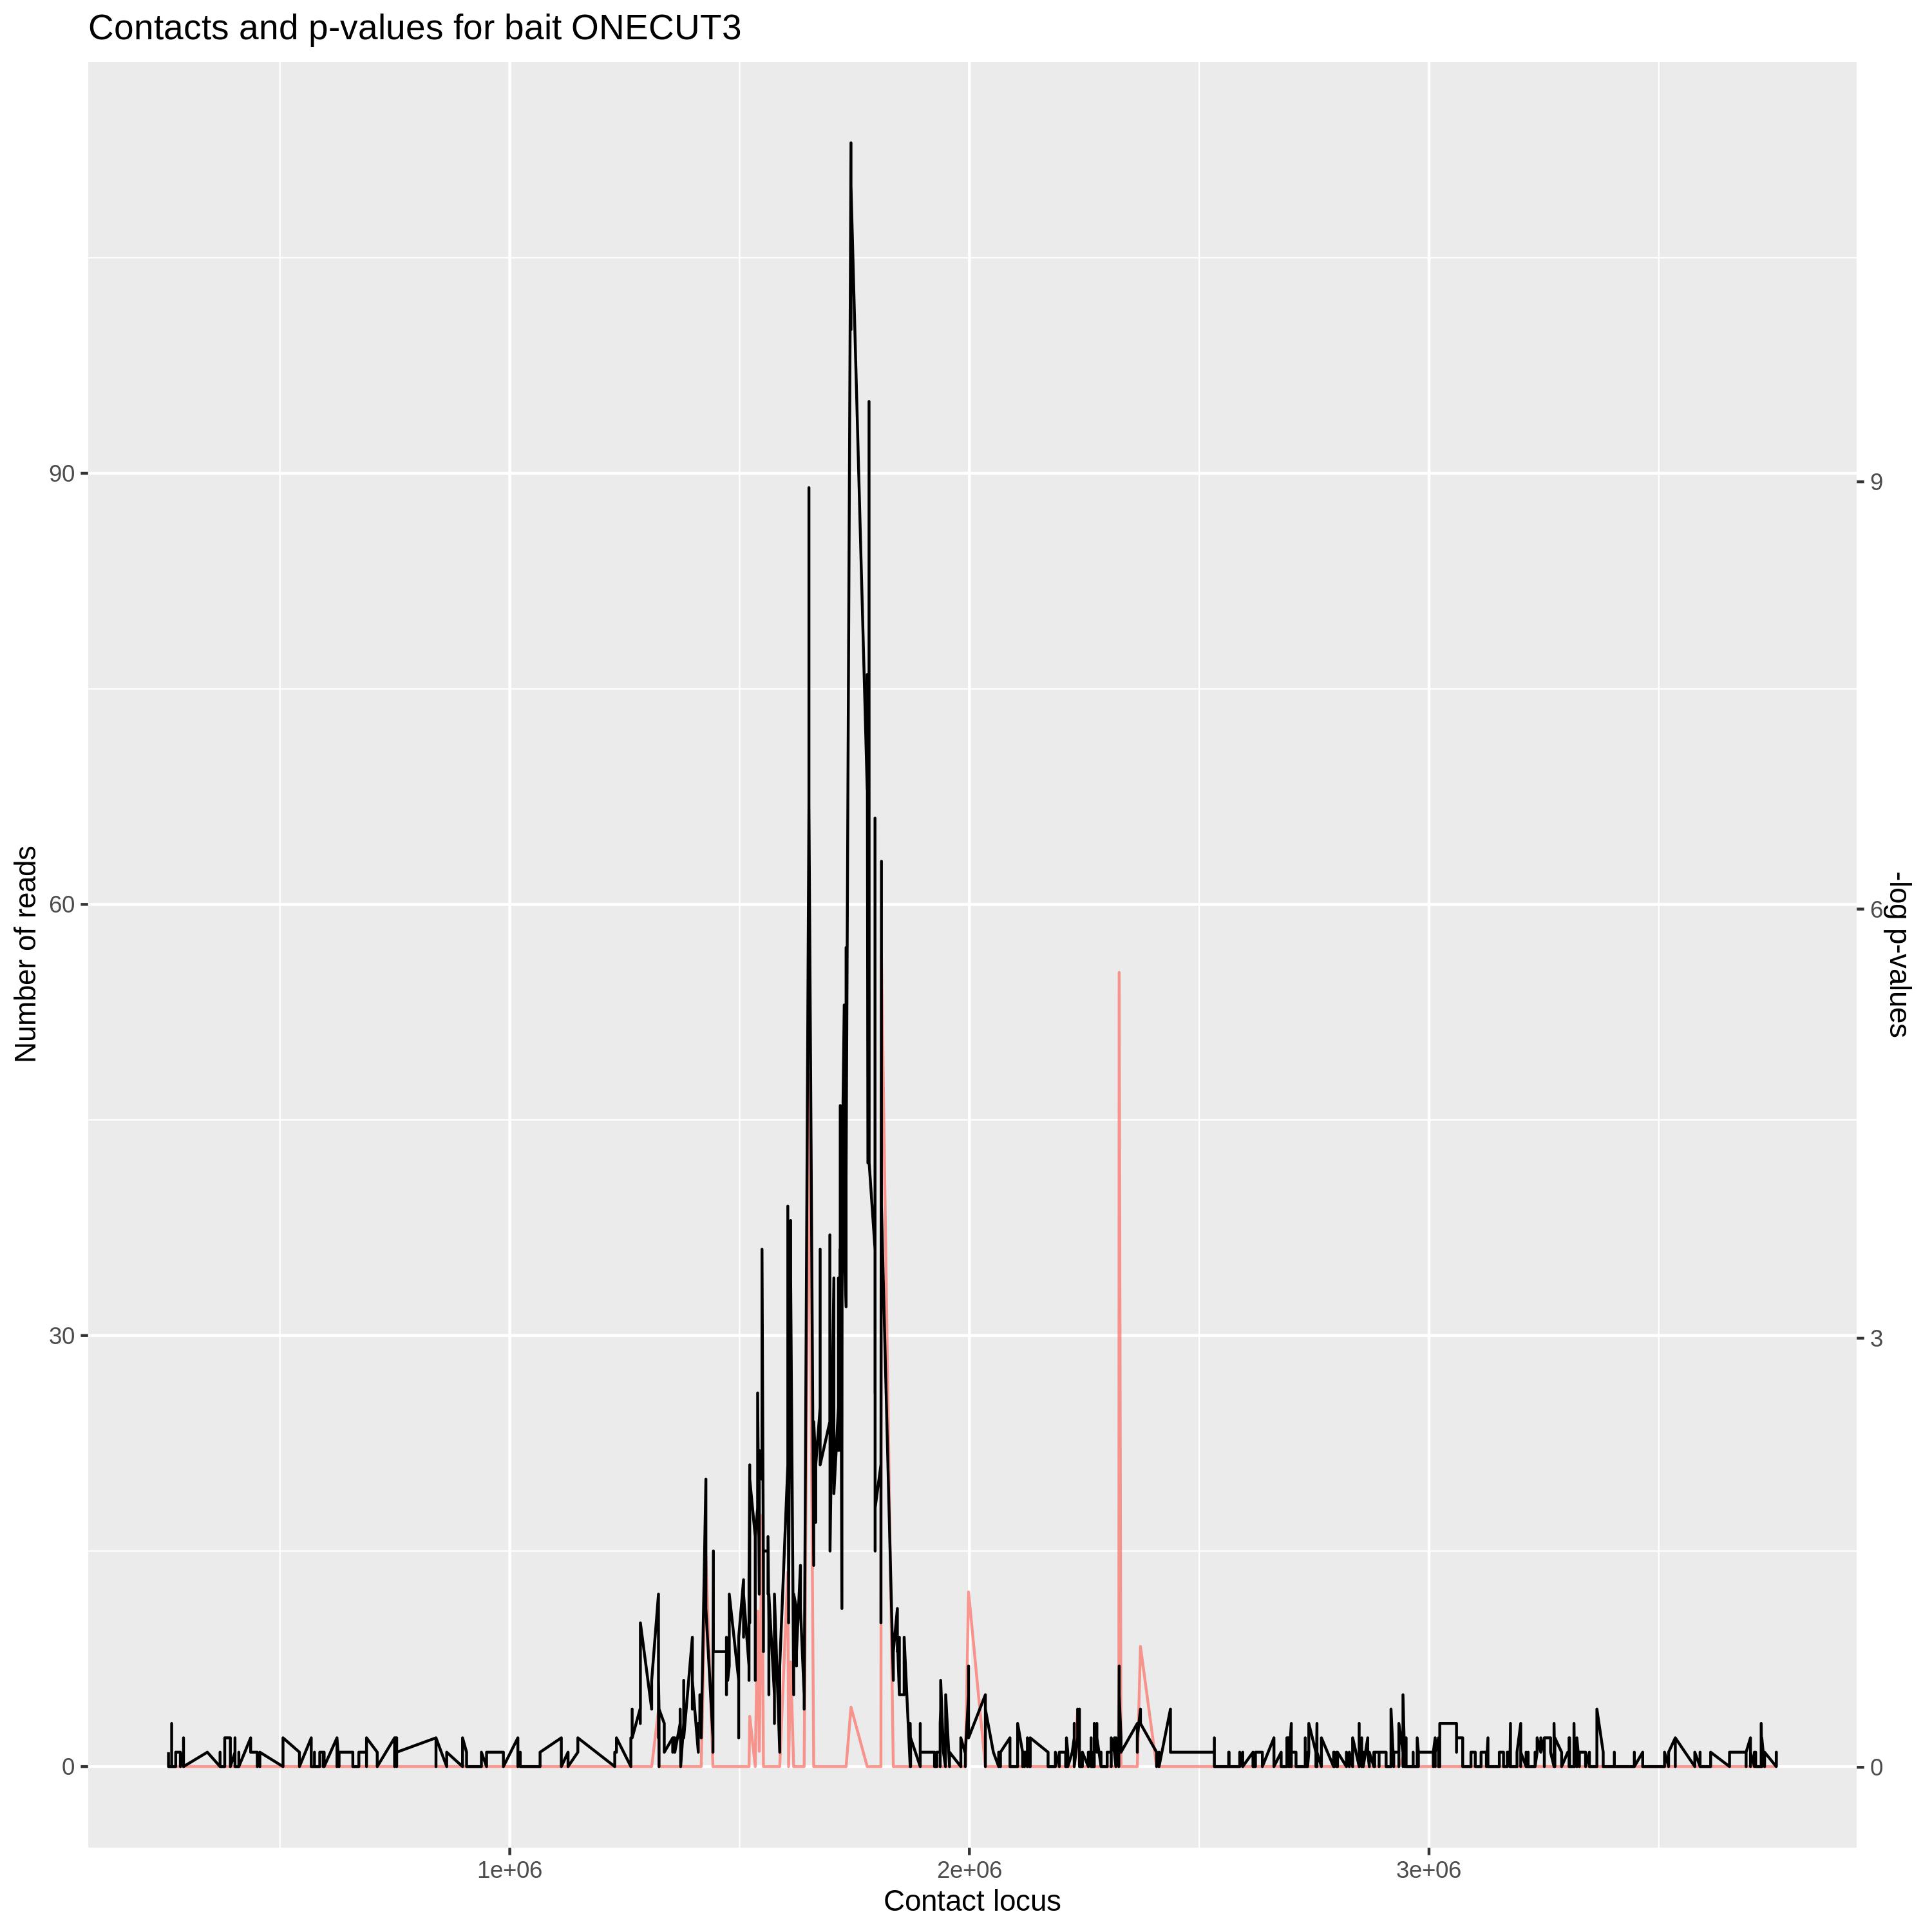 Contacts and p-values for bait ONECUT3
Number of reads
90
60
30
0
9
6
3
0
-log p-values
1e+06
2e+06
3e+06
Contact locus